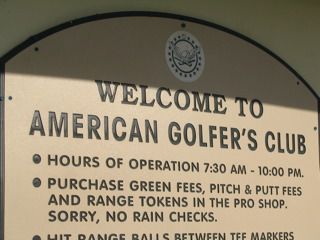 WELCOME TO
AMERICAN GOLFER'S CLUB
• HOURS OF OPERATION 7:30 AM - 10:00 PM.
• PURCHASE GREEN FEES, PITCH & PUTT FEES
AND RANGE TOKENS IN THE PRO SHOP.
SORRY, NO RAIN CHECKS.
• HIT RANGE BALLS BETWEEN TEE MARKERS